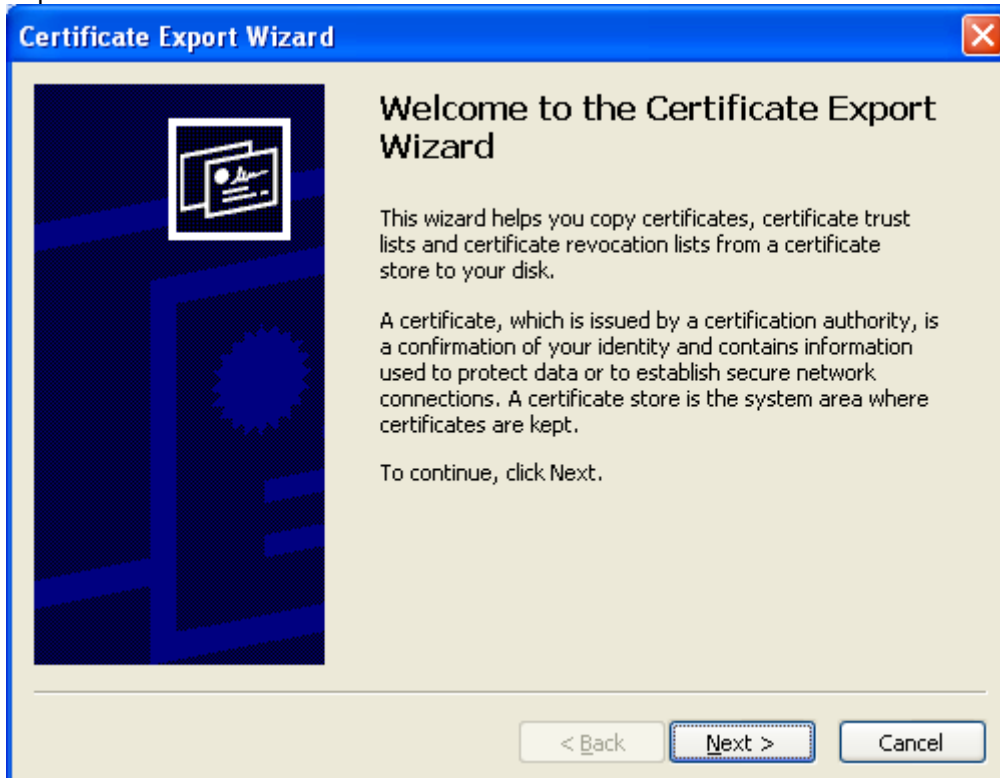 Certificate Export Wizard
Welcome to the Certificate Export
Wizard
This wizard helps you copy certificates, certificate trust
lists and certificate revocation lists from a certificate
store to your disk.
A certificate, which is issued by a certification authority, is
a confirmation of your identity and contains information
used to protect data or to establish secure network
connections. A certificate store is the system area where
certificates are kept.
To continue, click Next.
< Back
Next >
Cancel